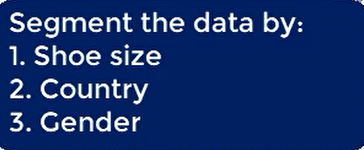 Segment the data by:
1. Shoe size
2. Country
3. Gender